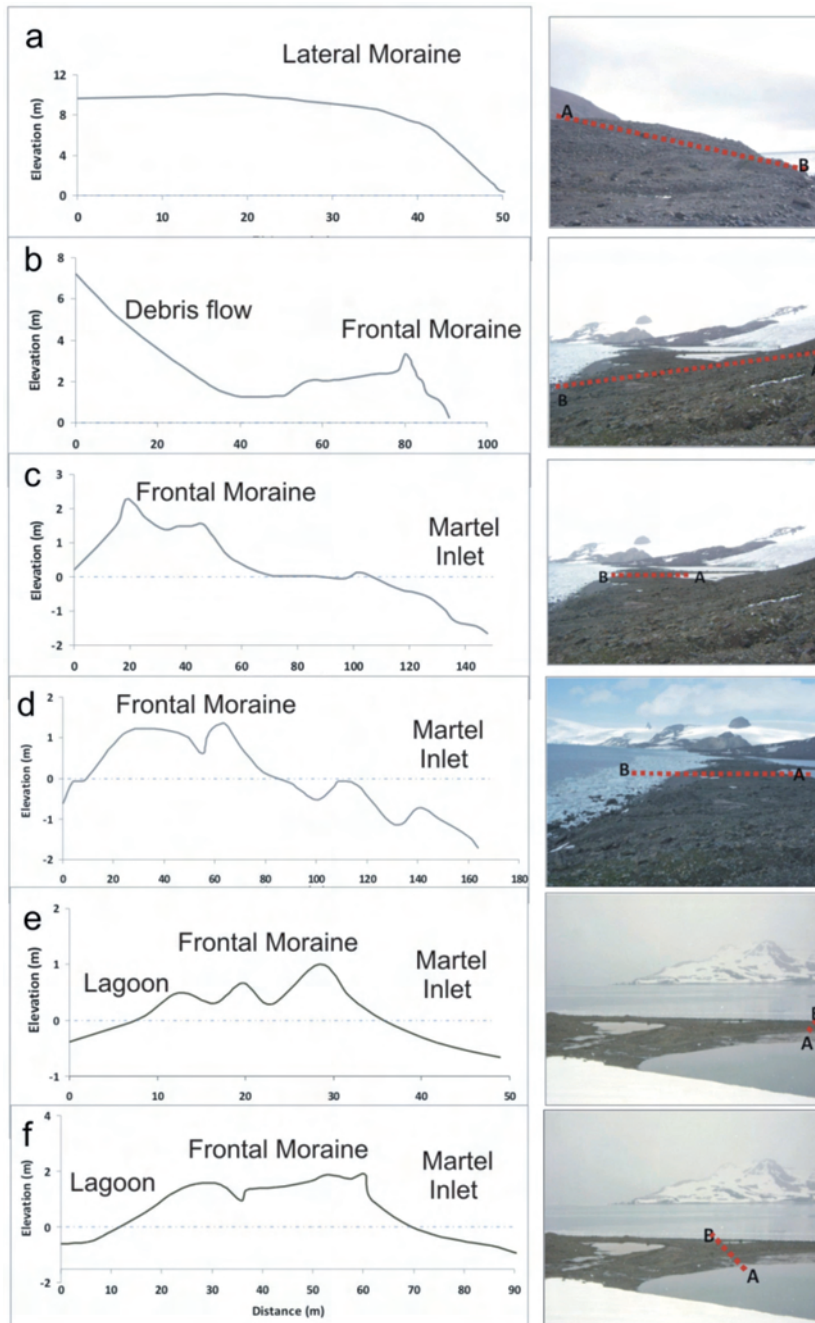 a
Lateral Moraine
Elevation (m)
12
8
4
0
0 10 20 30 40 50
A
B
b
Debris flow
Frontal Moraine
Elevation (m)
8
6
4
2
0
0 20 40 60 80 100
B
c
Frontal Moraine
Martel
Inlet
Elevation (m)
3
2
1
0
-1
-2
0 20 40 60 80 100 120 140
B A
d
Frontal Moraine
Martel
Inlet
Elevation (m)
2
1
0
-1
-2
0 20 40 60 80 100 120 140 160 180
B A
e
Frontal Moraine
Lagoon
Martel
Inlet
Elevation (m)
2
1
0
-1
0 10 20 30 40 50
A
f
Frontal Moraine
Lagoon
Martel
Inlet
Elevation (m)
4
2
0
-2
0 10 20 30 40 50 60 70 80 90
Distance (m)
B
A